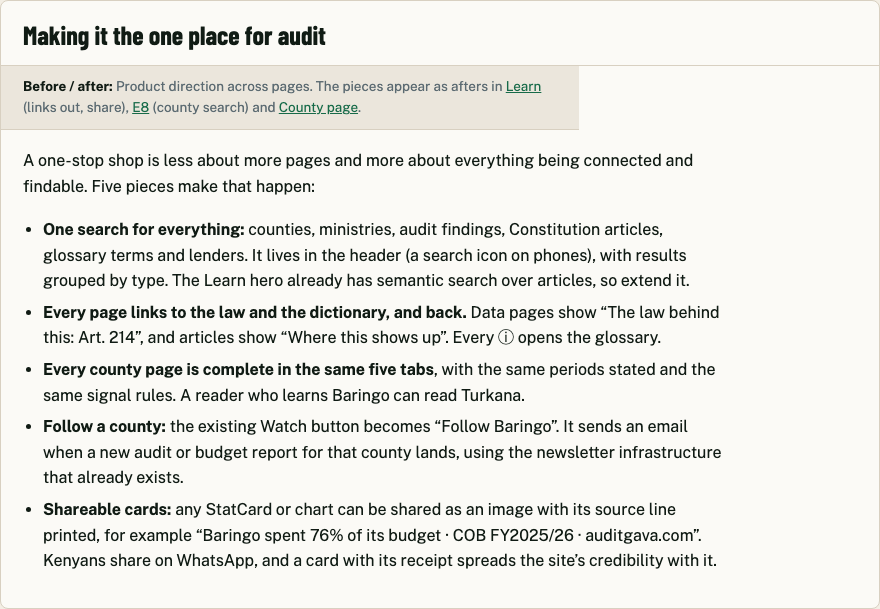 Making it the one place for audit
Before / after: Product direction across pages. The pieces appear as afters in Learn
(links out, share), E8 (county search) and County page.
A one-stop shop is less about more pages and more about everything being connected and
findable. Five pieces make that happen:
• One search for everything: counties, ministries, audit findings, Constitution articles,
glossary terms and lenders. It lives in the header (a search icon on phones), with results
grouped by type. The Learn hero already has semantic search over articles, so extend it.
• Every page links to the law and the dictionary, and back. Data pages show “The law behind
this: Art. 214”, and articles show “Where this shows up”. Every ⓘ opens the glossary.
• Every county page is complete in the same five tabs, with the same periods stated and the
same signal rules. A reader who learns Baringo can read Turkana.
• Follow a county: the existing Watch button becomes “Follow Baringo”. It sends an email
when a new audit or budget report for that county lands, using the newsletter infrastructure
that already exists.
• Shareable cards: any StatCard or chart can be shared as an image with its source line
printed, for example “Baringo spent 76% of its budget · COB FY2025/26 · auditgava.com”.
Kenyans share on WhatsApp, and a card with its receipt spreads the site’s credibility with it.